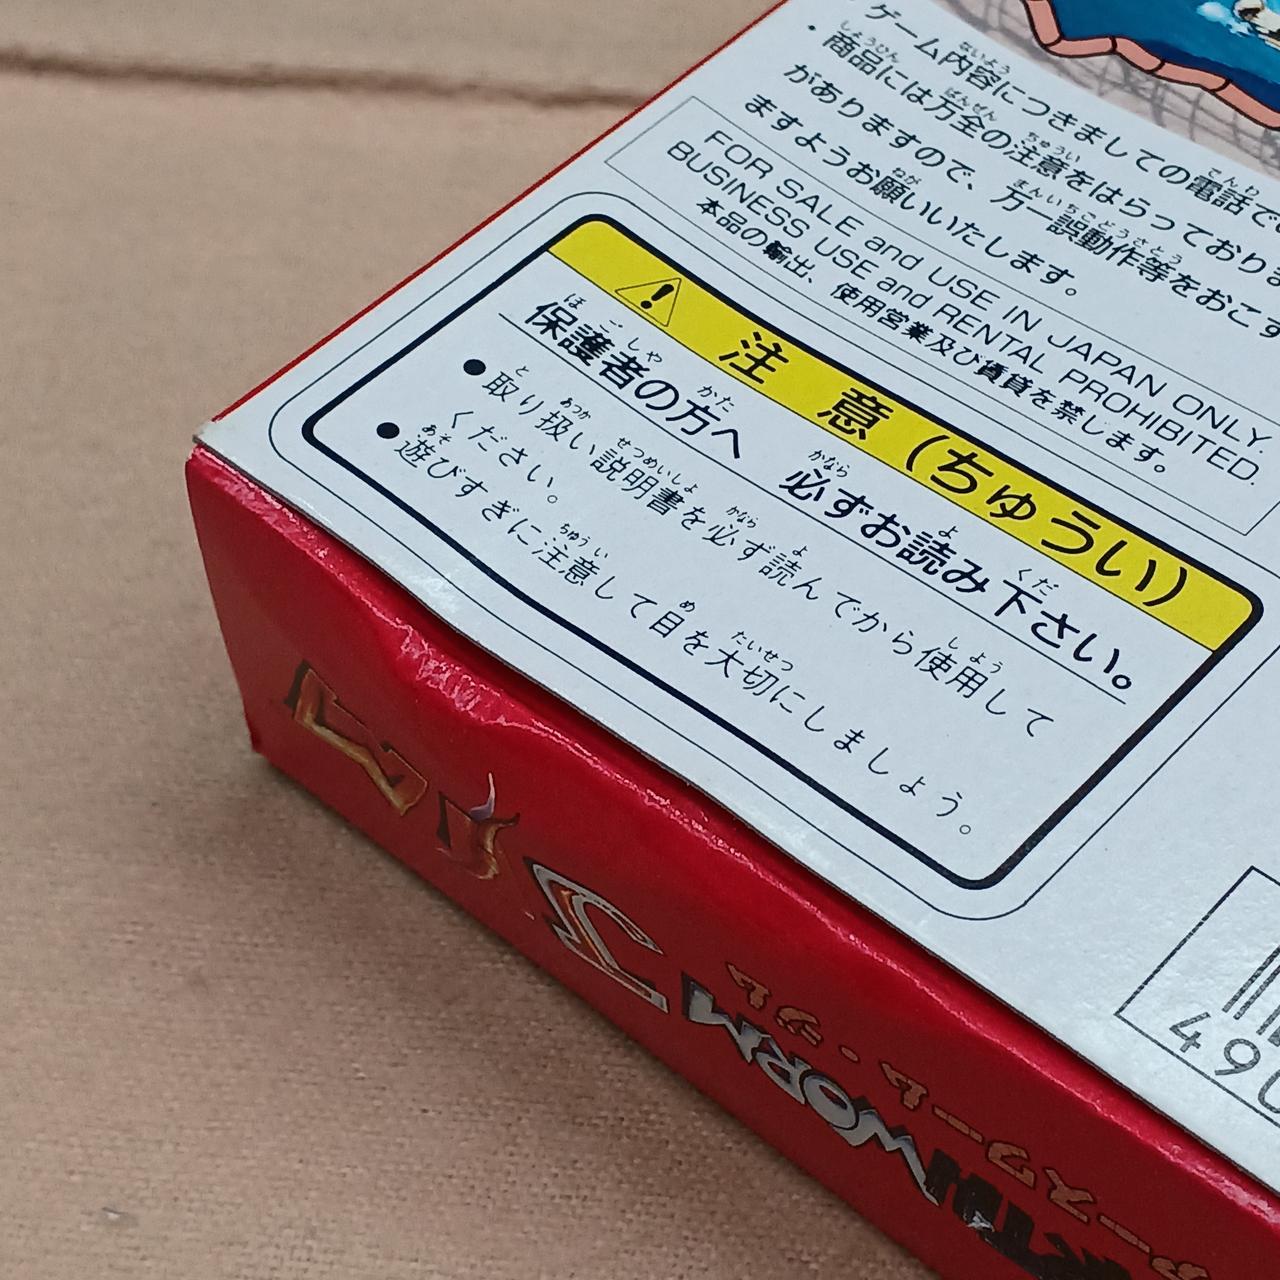 ゲーム内容につきましての電話で
・商品には万全の注意をはらっており
がありますので、万一誤動作等をおこす
ますようお願いいたします。
FOR SALE and USE IN JAPAN ONLY.
BUSINESS USE and RENTAL PROHIBITED.
本品の輸出、使用営業及び賃貸を禁じます。
注意(ちゅうい)
保護者の方へ 必ずお読み下さい。
●取り扱い説明書を必ず読んでから使用して
ください。
●遊びすぎに注意して目を大切にしましょう。
490
JIM 2
EARTHWORM
アースワーム・ジム